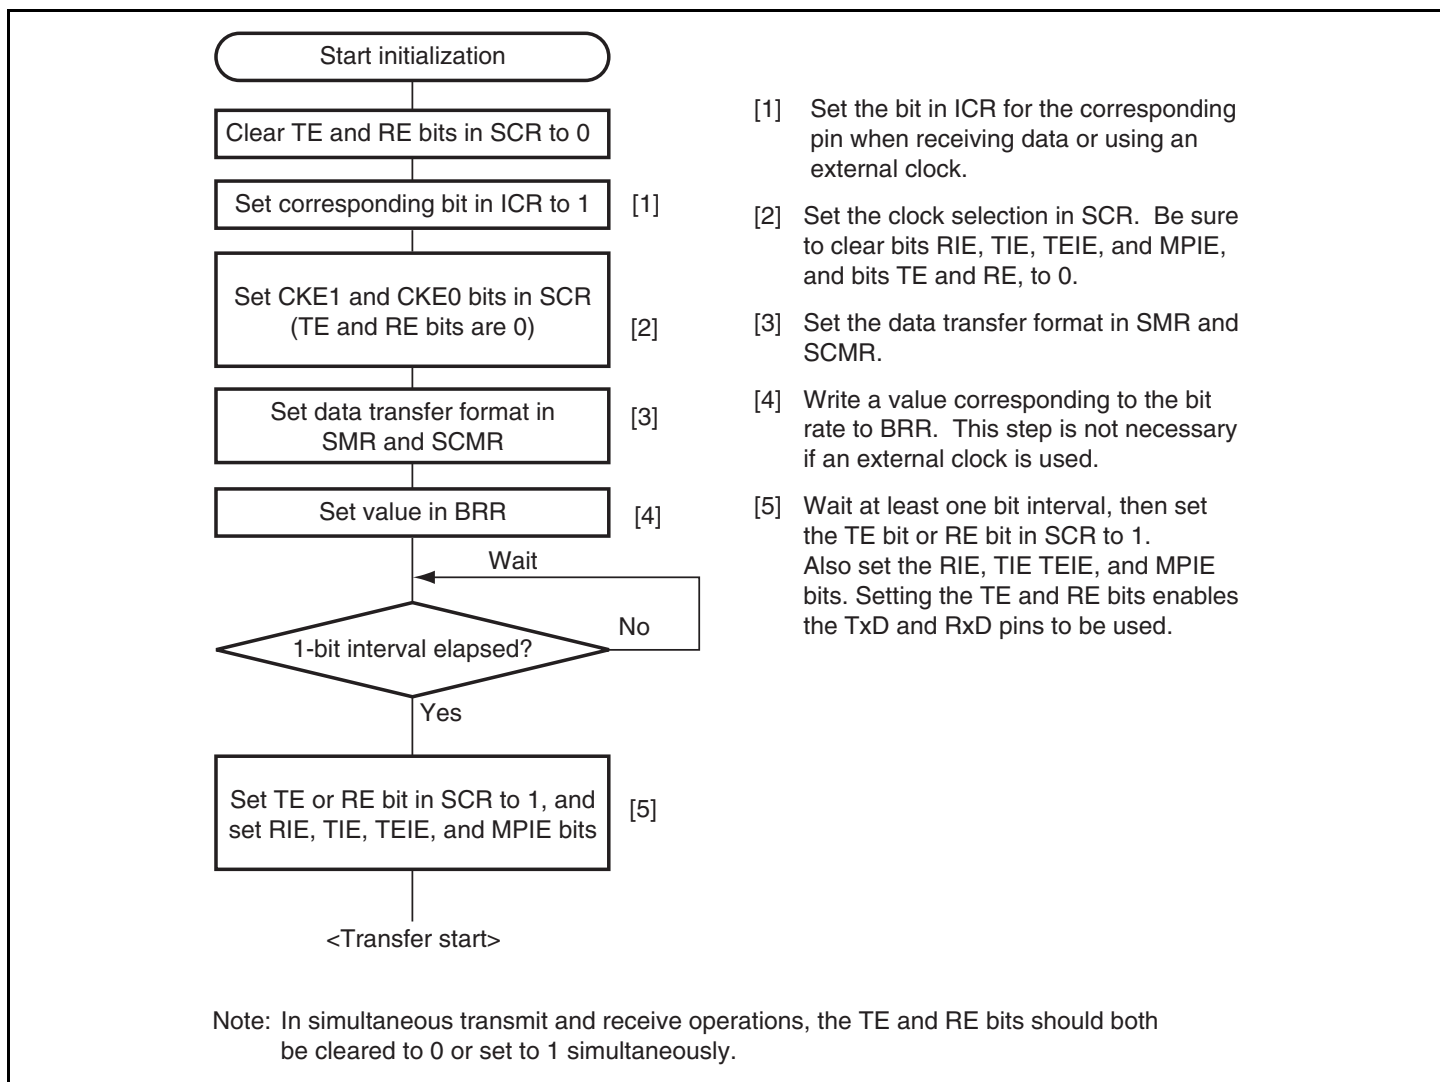 Start initialization
Clear TE and RE bits in SCR to 0
Set corresponding bit in ICR to 1
[1]
Set CKE1 and CKE0 bits in SCR
(TE and RE bits are 0)
[2]
Set data transfer format in
SMR and SCMR
[3]
Set value in BRR
[4]
Wait
No
1-bit interval elapsed?
Yes
Set TE or RE bit in SCR to 1, and
set RIE, TIE, TEIE, and MPIE bits
[5]
<Transfer start>
[1] Set the bit in ICR for the corresponding
pin when receiving data or using an
external clock.
[2] Set the clock selection in SCR. Be sure
to clear bits RIE, TIE, TEIE, and MPIE,
and bits TE and RE, to 0.
[3] Set the data transfer format in SMR and
SCMR.
[4] Write a value corresponding to the bit
rate to BRR. This step is not necessary
if an external clock is used.
[5] Wait at least one bit interval, then set
the TE bit or RE bit in SCR to 1.
Also set the RIE, TIE TEIE, and MPIE
bits. Setting the TE and RE bits enables
the TxD and RxD pins to be used.
Note: In simultaneous transmit and receive operations, the TE and RE bits should both
be cleared to 0 or set to 1 simultaneously.